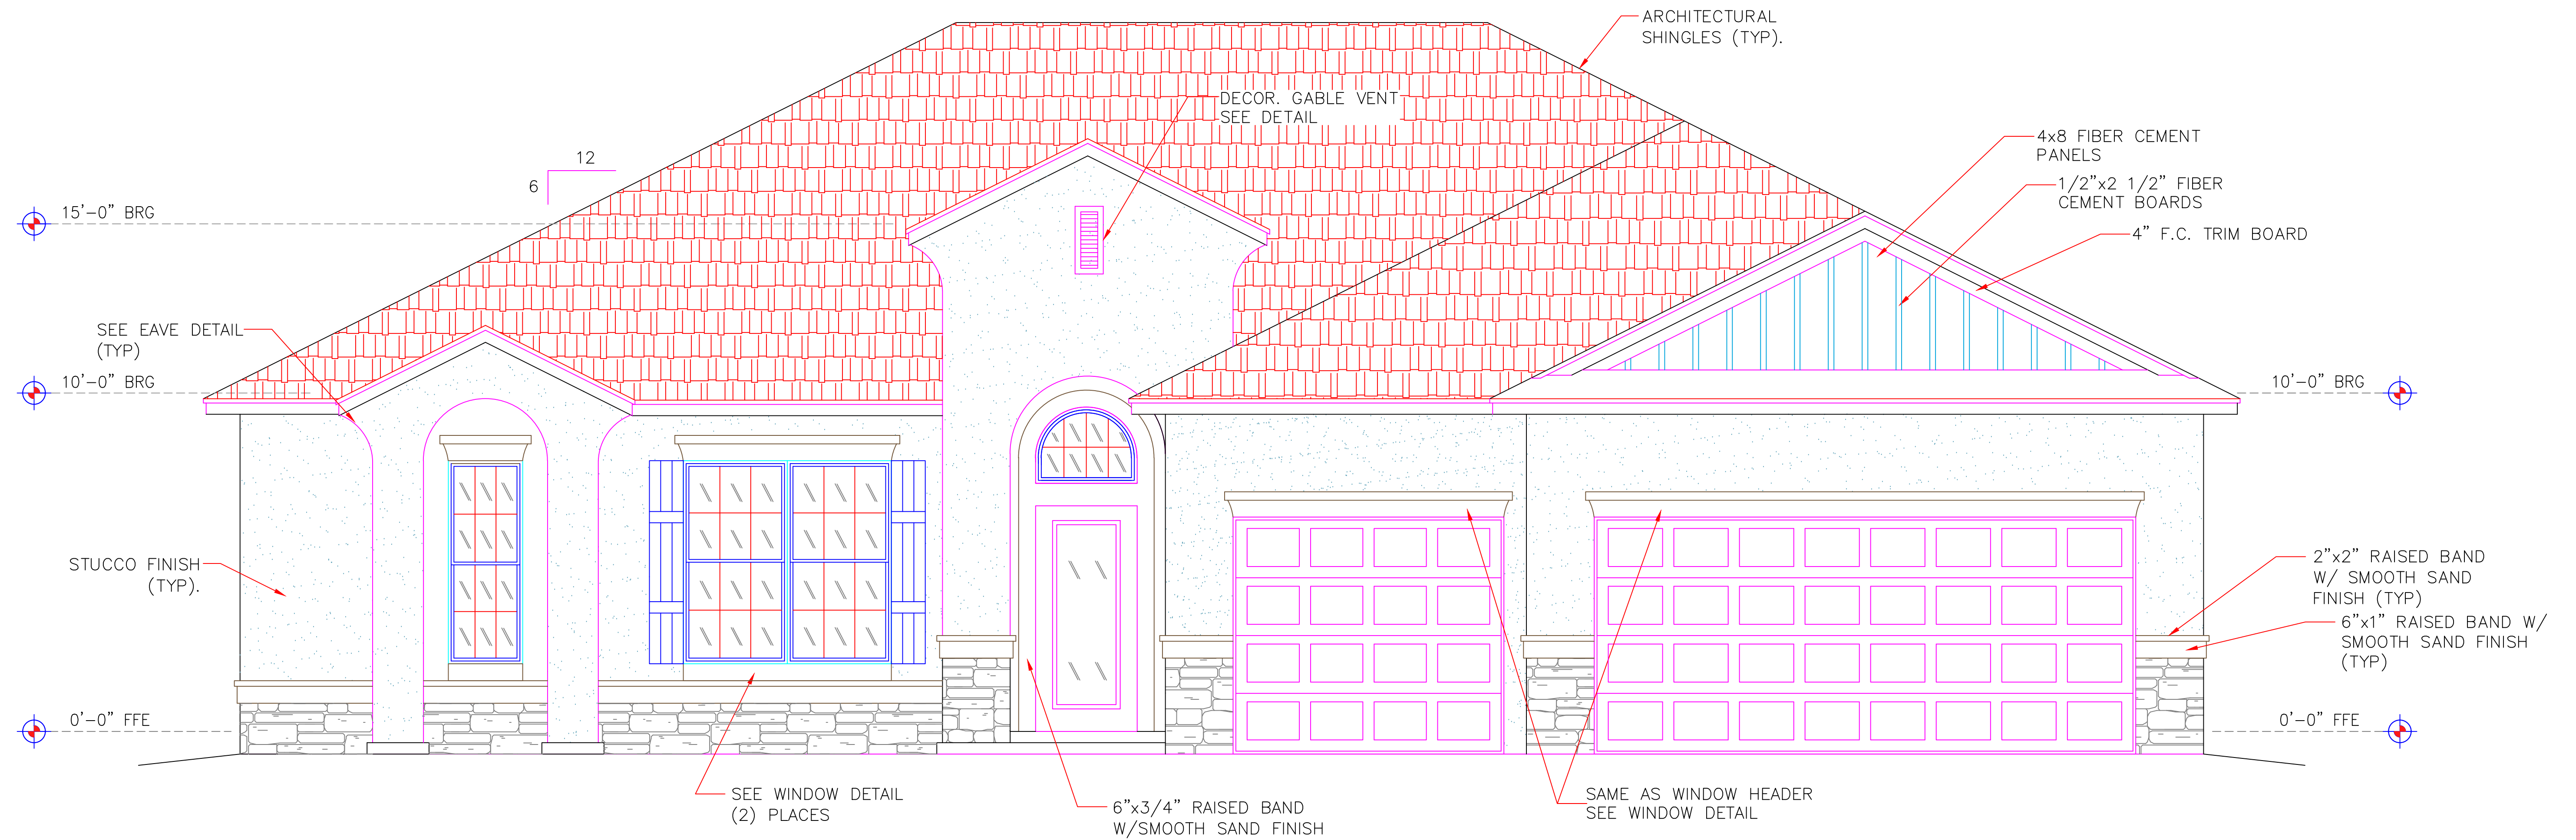 ARCHITECTURAL
SHINGLES (TYP).
DECOR. GABLE VENT
SEE DETAIL
4x8 FIBER CEMENT
PANELS
12
6
1/2"x2 1/2" FIBER
CEMENT BOARDS
15'-0" BRG
4" F.C. TRIM BOARD
SEE EAVE DETAIL
(TYP)
10'-0" BRG
10'-0" BRG
STUCCO FINISH
(TYP).
2"x2" RAISED BAND
W/ SMOOTH SAND
FINISH (TYP)
6"x1" RAISED BAND W/
SMOOTH SAND FINISH
(TYP)
0'-0" FFE
0'-0" FFE
SEE WINDOW DETAIL
(2) PLACES
6"x3/4" RAISED BAND
W/SMOOTH SAND FINISH
SAME AS WINDOW HEADER
SEE WINDOW DETAIL